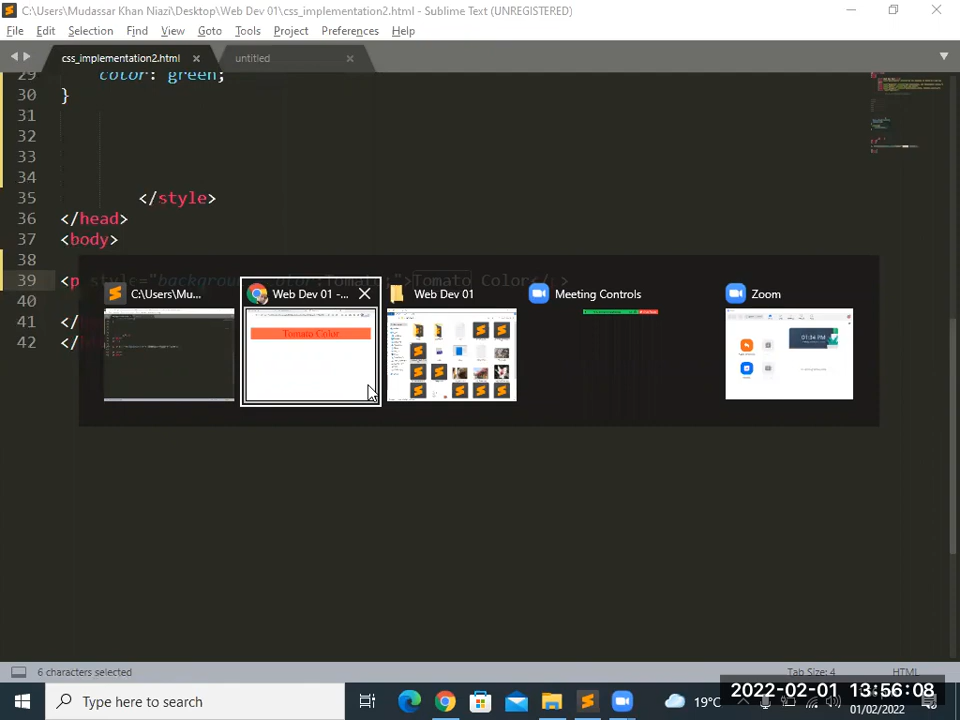 C:\Users\Mudassar Khan Niazi\Desktop\Web Dev 01\css_implementation2.html - Sublime Text (UNREGISTERED)
File Edit Selection Find View Goto Tools Project Preferences Help
css_implementation2.html untitled
29 color: green;
30 }
31
32
33
34
35 </style>
36 </head>
37 <body>
38
39 <p style="background-color:Tomato;">Tomato Color</p>
40
41 </
42 </
C:\Users\Mu... Web Dev 01 -... Web Dev 01 Meeting Controls Zoom
Tomato Color
01:34 PM
6 characters selected Tab Size: 4 HTML
2022-02-01 13:56:08
Type here to search 19°C 01/02/2022